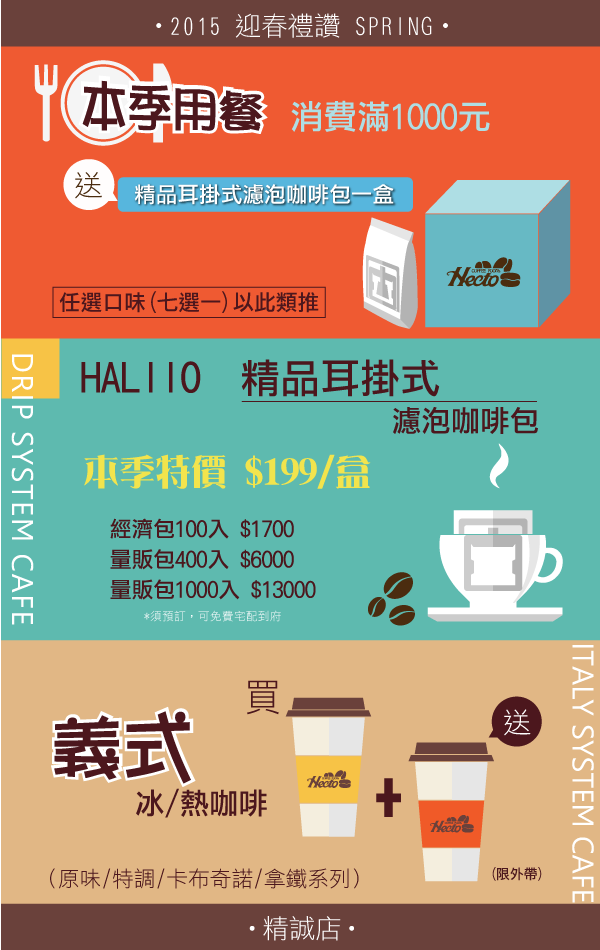 •2015 迎春禮讚 SPRING•
本季用餐 消費滿1000元
送
精品耳掛式濾泡咖啡包一盒
COFFEE FOODS
Hecto
任選口味(七選一)以此類推
DRIP SYSTEM CAFE
HALIIO 精品耳掛式
濾泡咖啡包
本季特價 $199/盒
經濟包100入 $1700
量販包400入 $6000
量販包1000入 $13000
*須預訂，可免費宅配到府
ITALY SYSTEM CAFE
買
送
義式
冰/熱咖啡
Hecto
+
Hecto
(原味/特調/卡布奇諾/拿鐵系列)
(限外帶)
•精誠店•